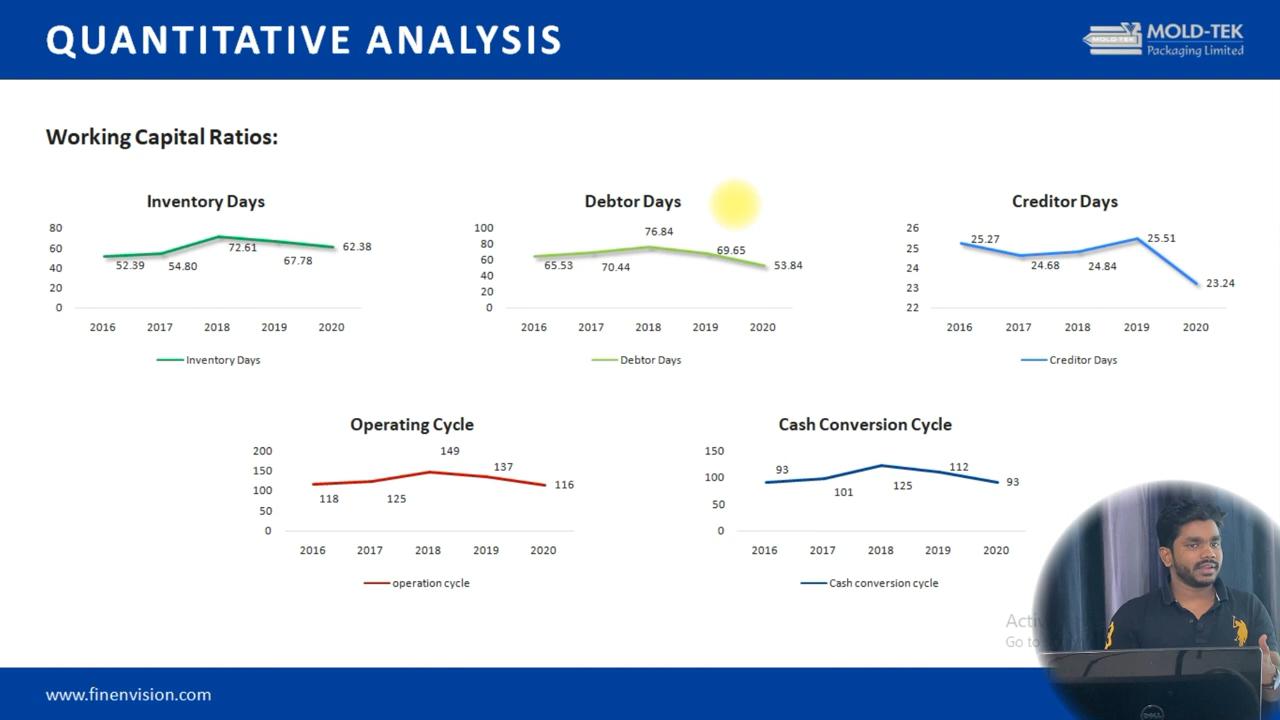 QUANTITATIVE ANALYSIS
MOLD-TEK
MOLD-TEK
Packaging Limited
Working Capital Ratios:
Inventory Days
80
60
40
20
0
52.39
54.80
72.61
67.78
62.38
2016 2017 2018 2019 2020
Inventory Days
Debtor Days
100
80
60
40
20
0
65.53
70.44
76.84
69.65
53.84
2016 2017 2018 2019 2020
Debtor Days
Creditor Days
26
25
24
23
22
25.27
24.68
24.84
25.51
23.24
2016 2017 2018 2019 2020
Creditor Days
Operating Cycle
200
150
100
50
0
118
125
149
137
116
2016 2017 2018 2019 2020
operation cycle
Cash Conversion Cycle
150
100
50
0
93
101
125
112
93
2016 2017 2018 2019 2020
Cash conversion cycle
Go to
www.finenvision.com
DELL